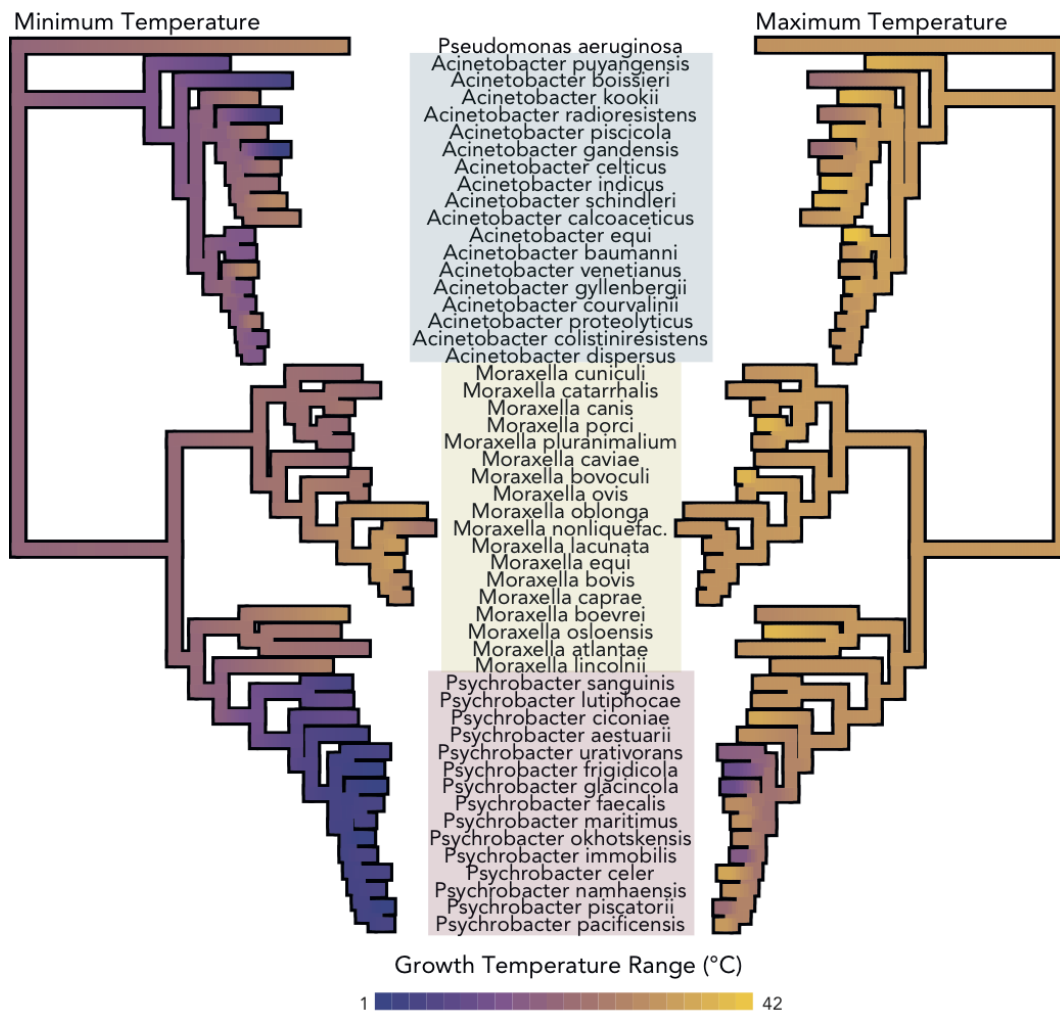 Minimum Temperature
Maximum Temperature
Pseudomonas aeruginosa
Acinetobacter puyangensis
Acinetobacter boissieri
Acinetobacter kookii
Acinetobacter radioresistens
Acinetobacter piscicola
Acinetobacter gandensis
Acinetobacter celticus
Acinetobacter indicus
Acinetobacter schindleri
Acinetobacter calcoaceticus
Acinetobacter equi
Acinetobacter baumanni
Acinetobacter venetianus
Acinetobacter gyllenbergii
Acinetobacter courvalinii
Acinetobacter proteolyticus
Acinetobacter colistiniresistens
Acinetobacter dispersus
Moraxella cuniculi
Moraxella catarrhalis
Moraxella canis
Moraxella porci
Moraxella pluranimalium
Moraxella caviae
Moraxella bovoculi
Moraxella ovis
Moraxella oblonga
Moraxella nonliquefac.
Moraxella lacunata
Moraxella equi
Moraxella bovis
Moraxella caprae
Moraxella boevrei
Moraxella osloensis
Moraxella atlantae
Moraxella lincolnii
Psychrobacter sanguinis
Psychrobacter lutiphocae
Psychrobacter ciconiae
Psychrobacter aestuarii
Psychrobacter urativorans
Psychrobacter frigidicola
Psychrobacter glacincola
Psychrobacter faecalis
Psychrobacter maritimus
Psychrobacter okhotskensis
Psychrobacter immobilis
Psychrobacter celer
Psychrobacter namhaensis
Psychrobacter piscatorii
Psychrobacter pacificensis
Growth Temperature Range (°C)
1 42